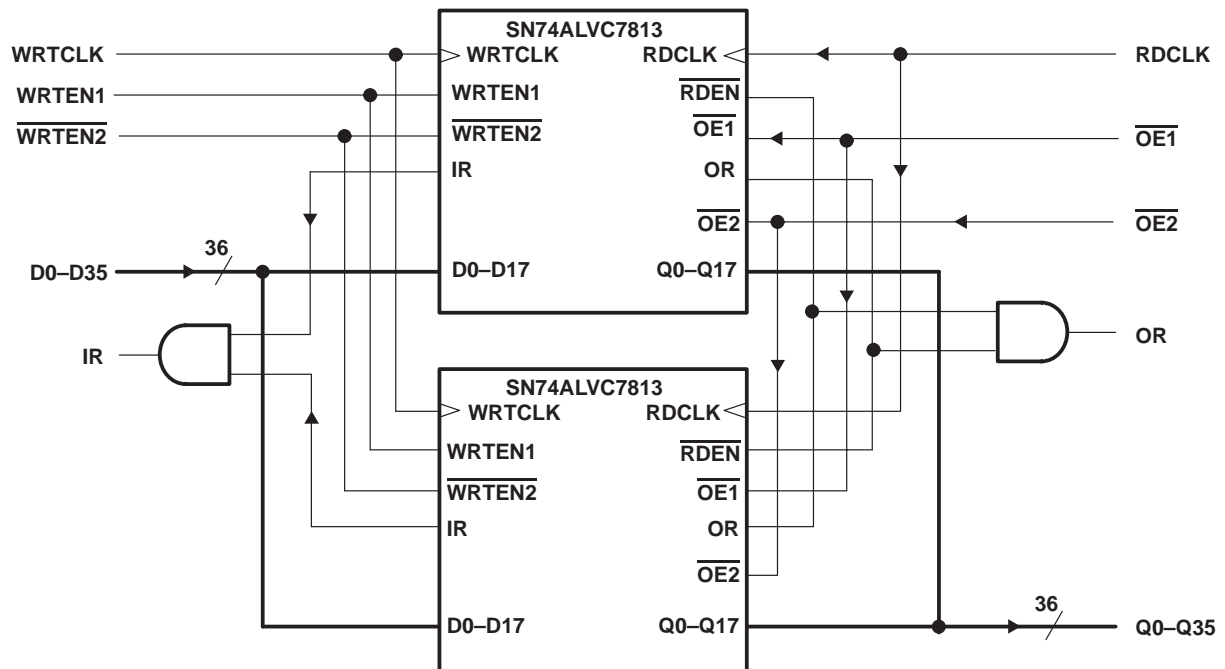 SN74ALVC7813
WRTCLK
WRTCLK
RDCLK
RDCLK
WRTEN1
WRTEN1
RDEN
WRTEN2
WRTEN2
OE1
OE1
IR
OR
OE2
OE2
36
D0–D35
D0–D17
Q0–Q17
IR
OR
SN74ALVC7813
WRTCLK
RDCLK
WRTEN1
RDEN
WRTEN2
OE1
IR
OR
OE2
36
D0–D17
Q0–Q17
Q0–Q35